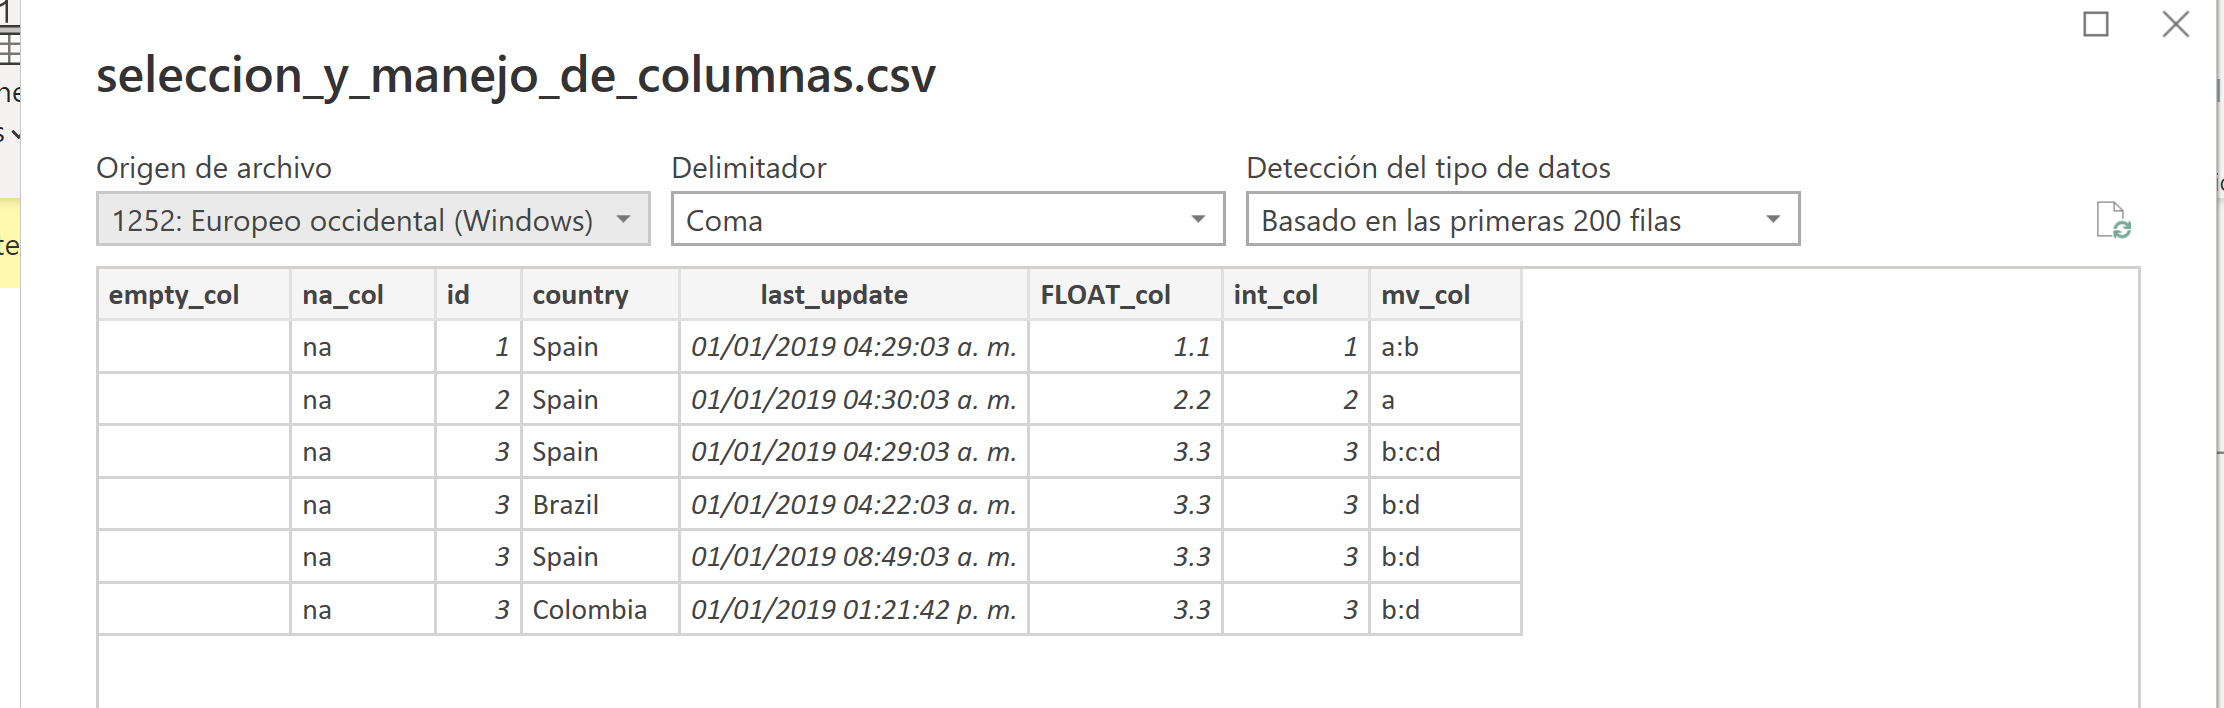 seleccion_y_manejo_de_columnas.csv
Origen de archivo Delimitador Detección del tipo de datos
1252: Europeo occidental (Windows) Coma Basado en las primeras 200 filas
empty_col na_col id country last_update FLOAT_col int_col mv_col
na 1 Spain 01/01/2019 04:29:03 a. m. 1.1 1 a:b
na 2 Spain 01/01/2019 04:30:03 a. m. 2.2 2 a
na 3 Spain 01/01/2019 04:29:03 a. m. 3.3 3 b:c:d
na 3 Brazil 01/01/2019 04:22:03 a. m. 3.3 3 b:d
na 3 Spain 01/01/2019 08:49:03 a. m. 3.3 3 b:d
na 3 Colombia 01/01/2019 01:21:42 p. m. 3.3 3 b:d